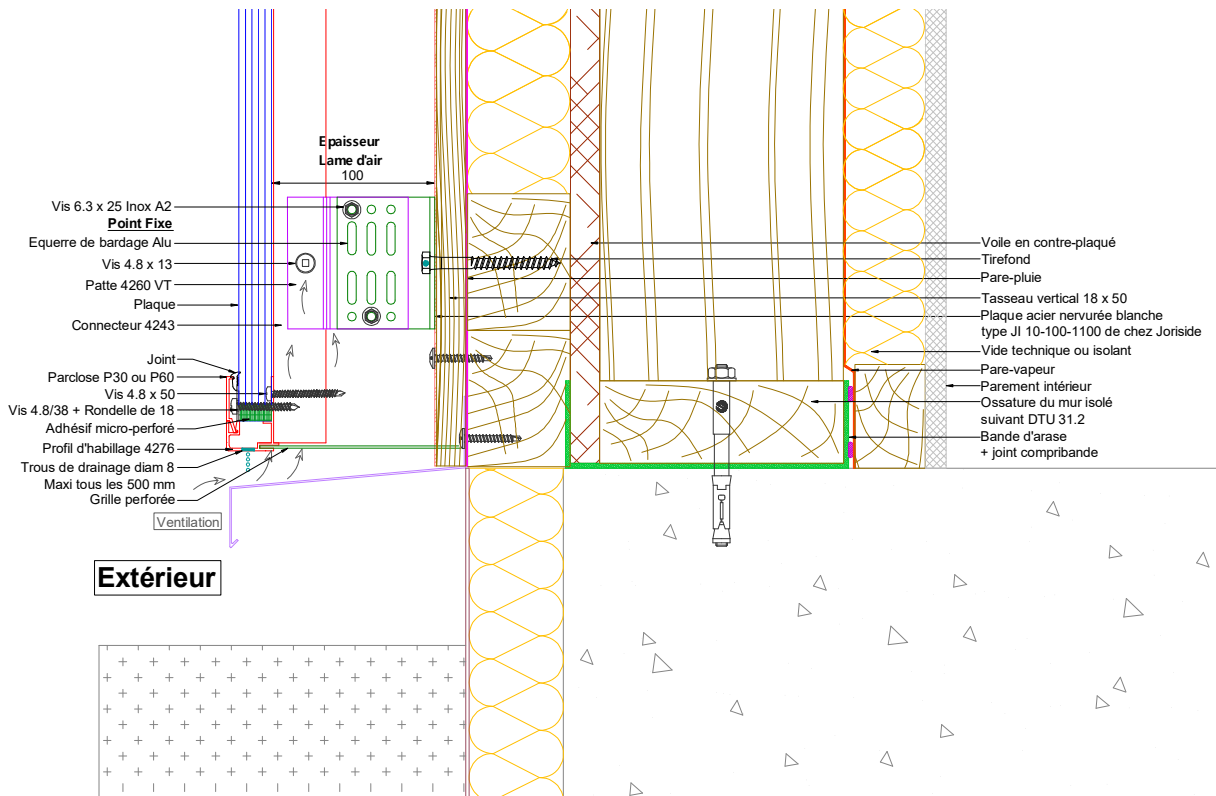 Epaisseur
Lame d'air
100
Vis 6.3 x 25 Inox A2
Point Fixe
Equerre de bardage Alu
Vis 4.8 x 13
Patte 4260 VT
Plaque
Connecteur 4243
Joint
Parclose P30 ou P60
Vis 4.8 x 50
Vis 4.8/38 + Rondelle de 18
Adhésif micro-perforé
Profil d'habillage 4276
Trous de drainage diam 8
Maxi tous les 500 mm
Grille perforée
Ventilation
Extérieur
Voile en contre-plaqué
Tirefond
Pare-pluie
Tasseau vertical 18 x 50
Plaque acier nervurée blanche
type JI 10-100-1100 de chez Joriside
Vide technique ou isolant
Pare-vapeur
Parement intérieur
Ossature du mur isolé
suivant DTU 31.2
Bande d'arase
+ joint compribande